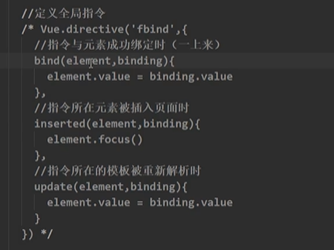 //定义全局指令
/* Vue.directive('fbind',{
//指令与元素成功绑定时（一上来）
bind(element,binding){
element.value = binding.value
},
//指令所在元素被插入页面时
inserted(element,binding){
element.focus()
},
//指令所在的模板被重新解析时
update(element,binding){
element.value = binding.value
}
}) */